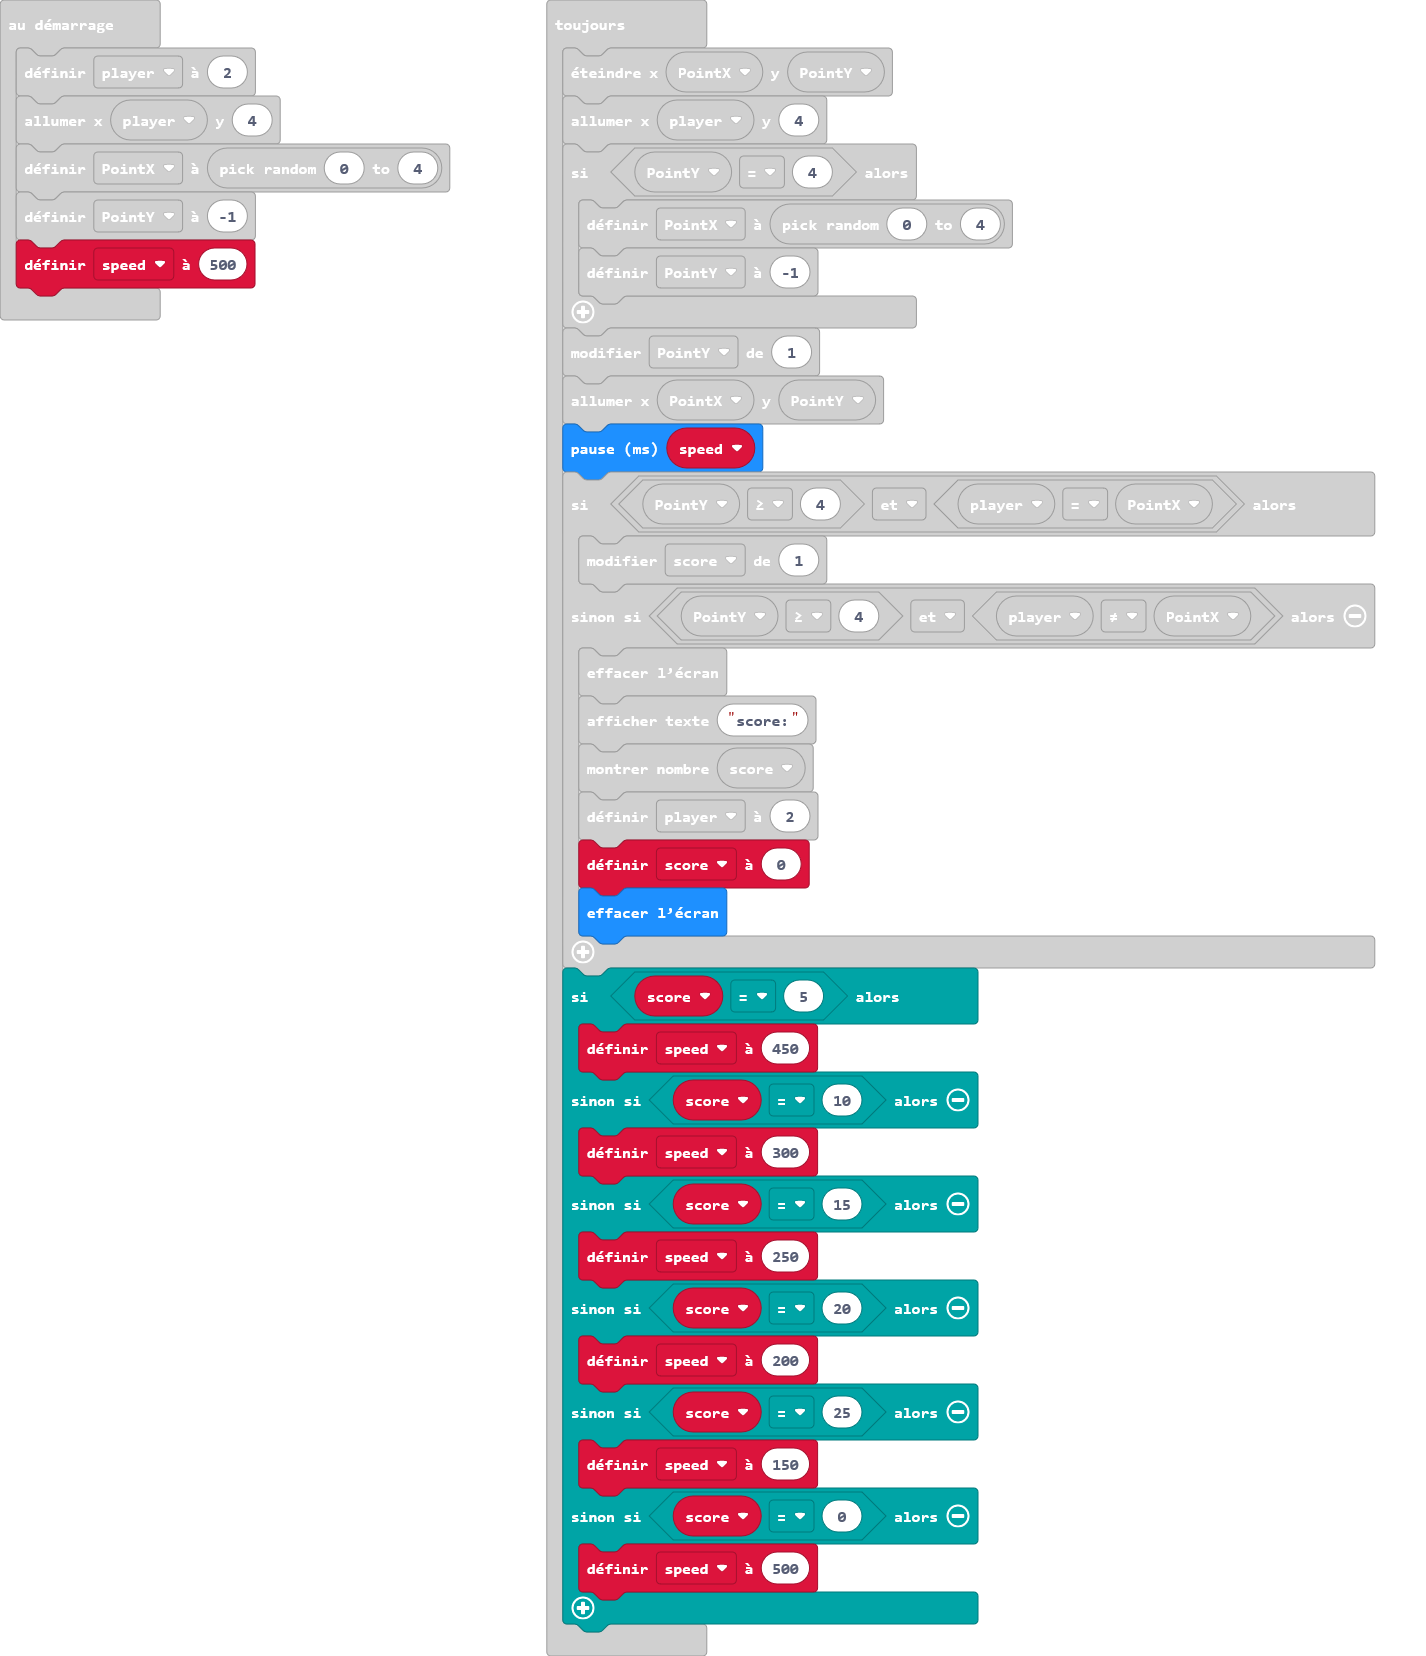 au démarrage
définir player à 2
allumer x player y 4
définir PointX à pick random 0 to 4
définir PointY à -1
définir speed à 500
toujours
éteindre x PointX y PointY
allumer x player y 4
si PointY = 4 alors
définir PointX à pick random 0 to 4
définir PointY à -1
modifier PointY de 1
allumer x PointX y PointY
pause (ms) speed
si PointY ≥ 4 et player = PointX alors
modifier score de 1
sinon si PointY ≥ 4 et player ≠ PointX alors
effacer l’écran
afficher texte "score:"
montrer nombre score
définir player à 2
définir score à 0
effacer l’écran
si score = 5 alors
définir speed à 450
sinon si score = 10 alors
définir speed à 300
sinon si score = 15 alors
définir speed à 250
sinon si score = 20 alors
définir speed à 200
sinon si score = 25 alors
définir speed à 150
sinon si score = 0 alors
définir speed à 500